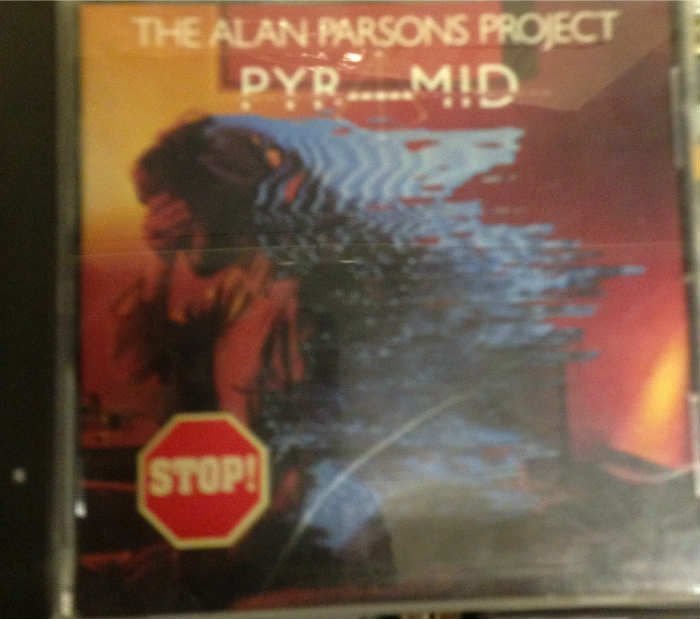 THE ALAN PARSONS PROJECT
PYR.....MID
STOP!